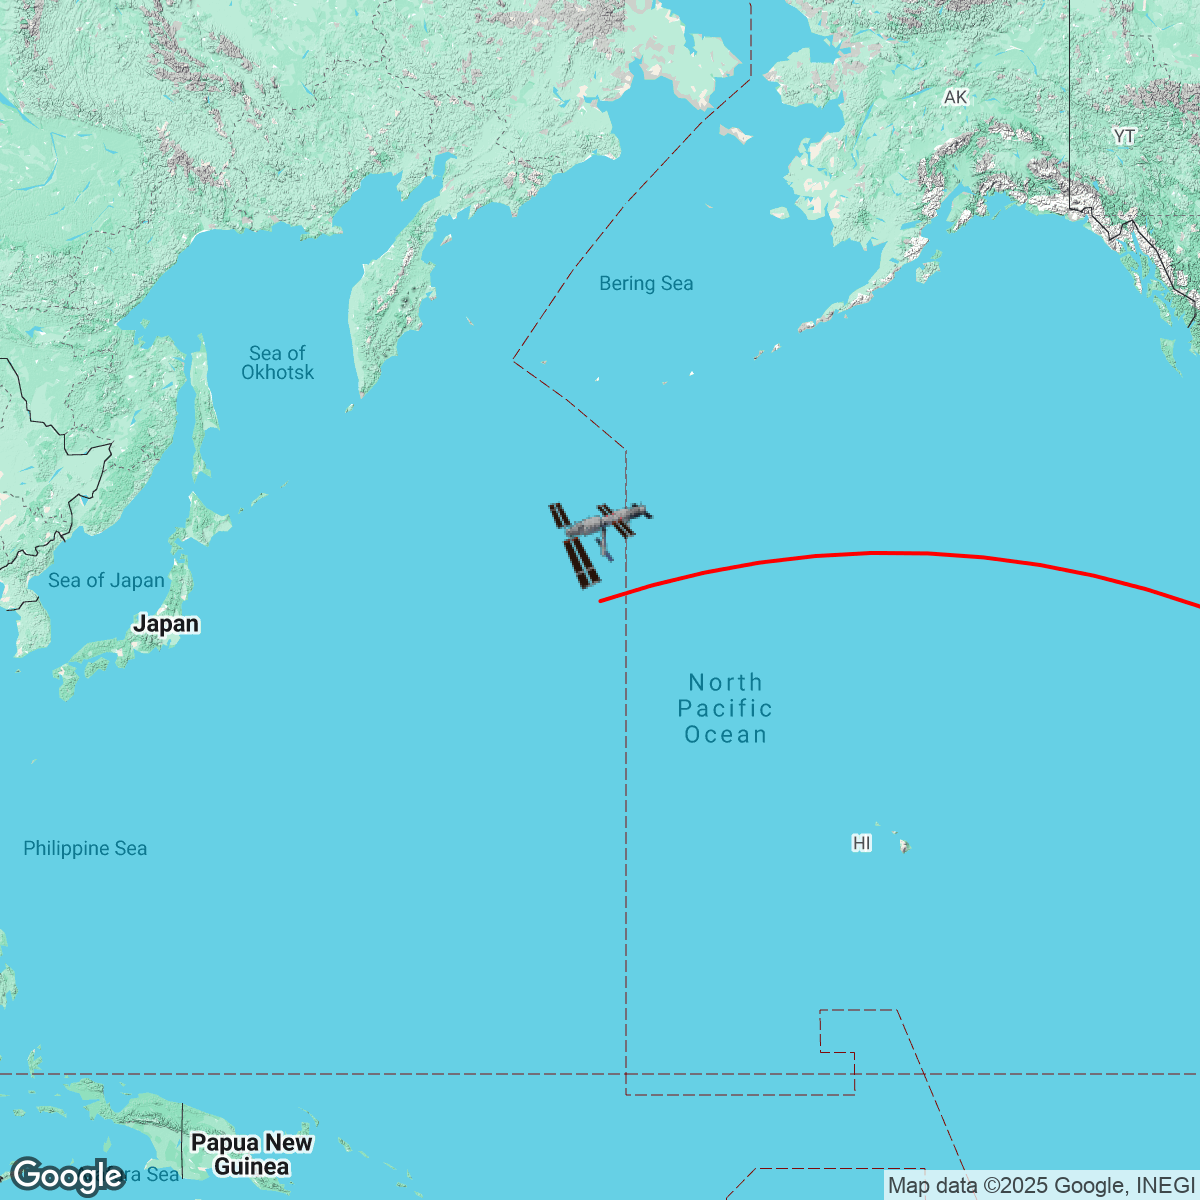 AK
YT
Bering Sea
Sea of
Okhotsk
Sea of Japan
Japan
North
Pacific
Ocean
HI
Philippine Sea
Papua New
Guinea
Google
ra Sea
Map data ©2025 Google, INEGI